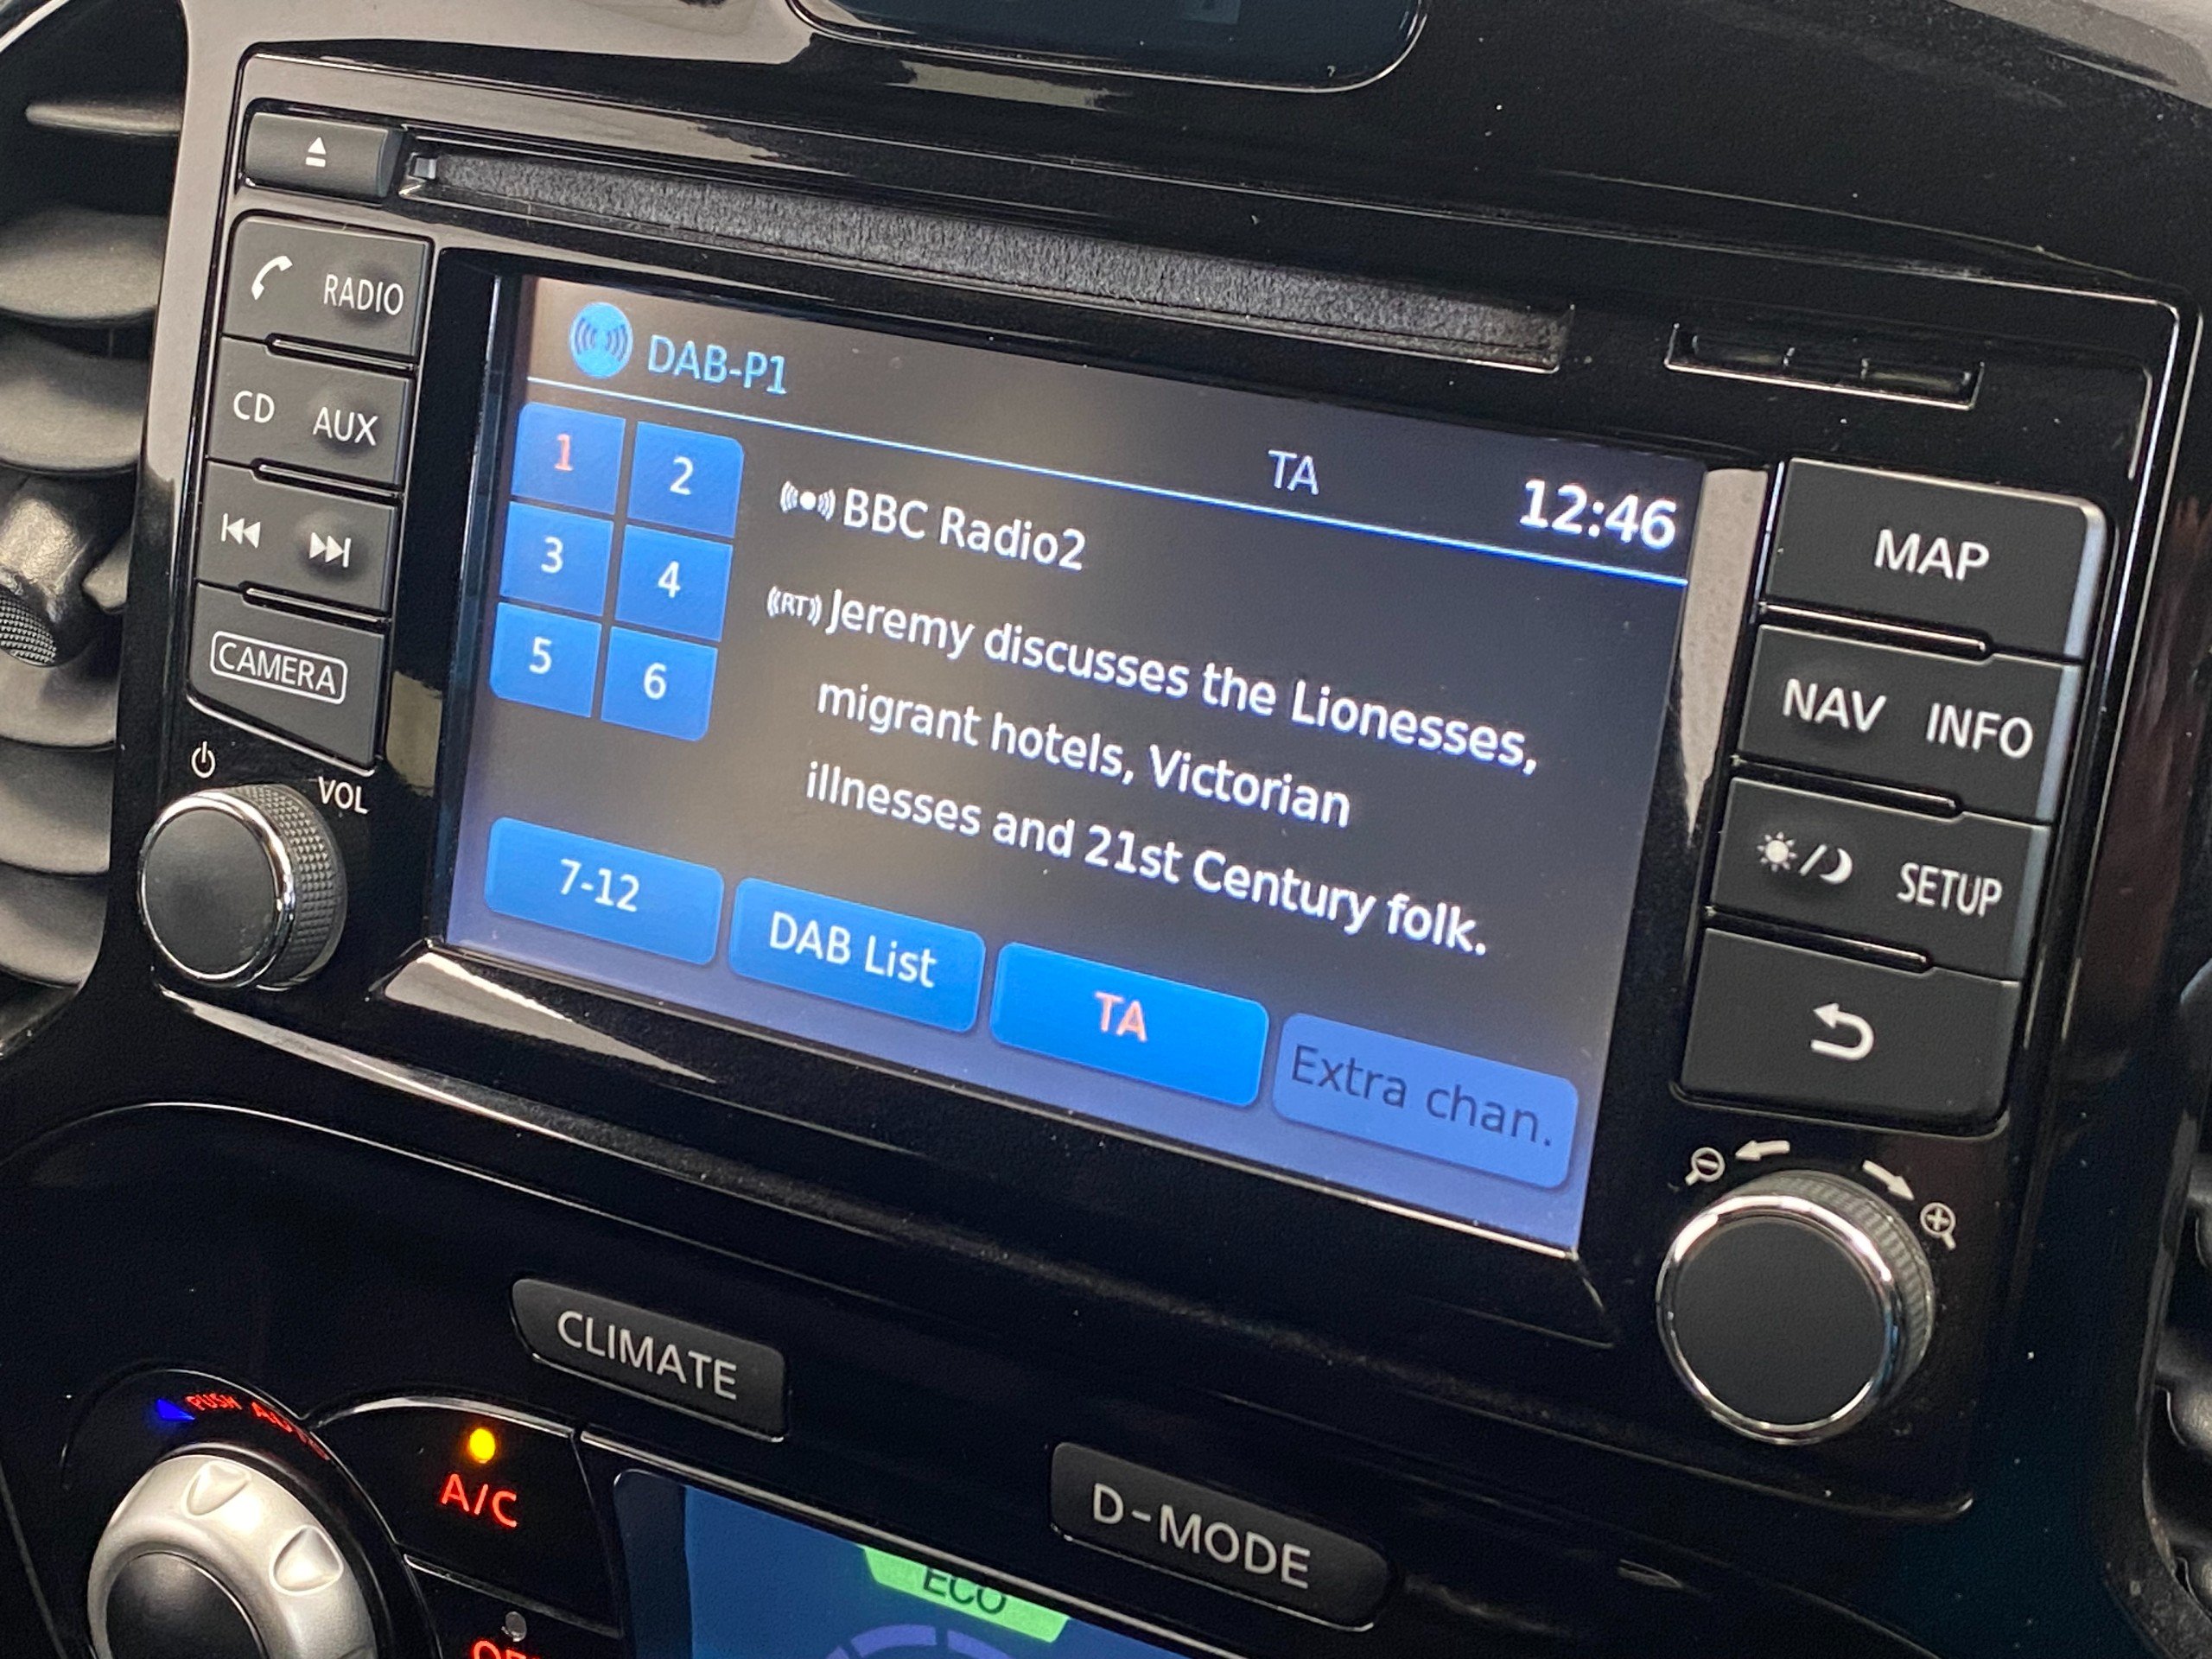 RADIO
CD AUX
CAMERA
VOL
DAB-P1
TA
12:46
1 2
3 4
5 6
BBC Radio2
RT Jeremy discusses the Lionesses,
migrant hotels, Victorian
illnesses and 21st Century folk.
7-12
DAB List
TA
Extra chan.
MAP
NAV INFO
SETUP
CLIMATE
D-MODE
PUSH AUTO
A/C
ECO